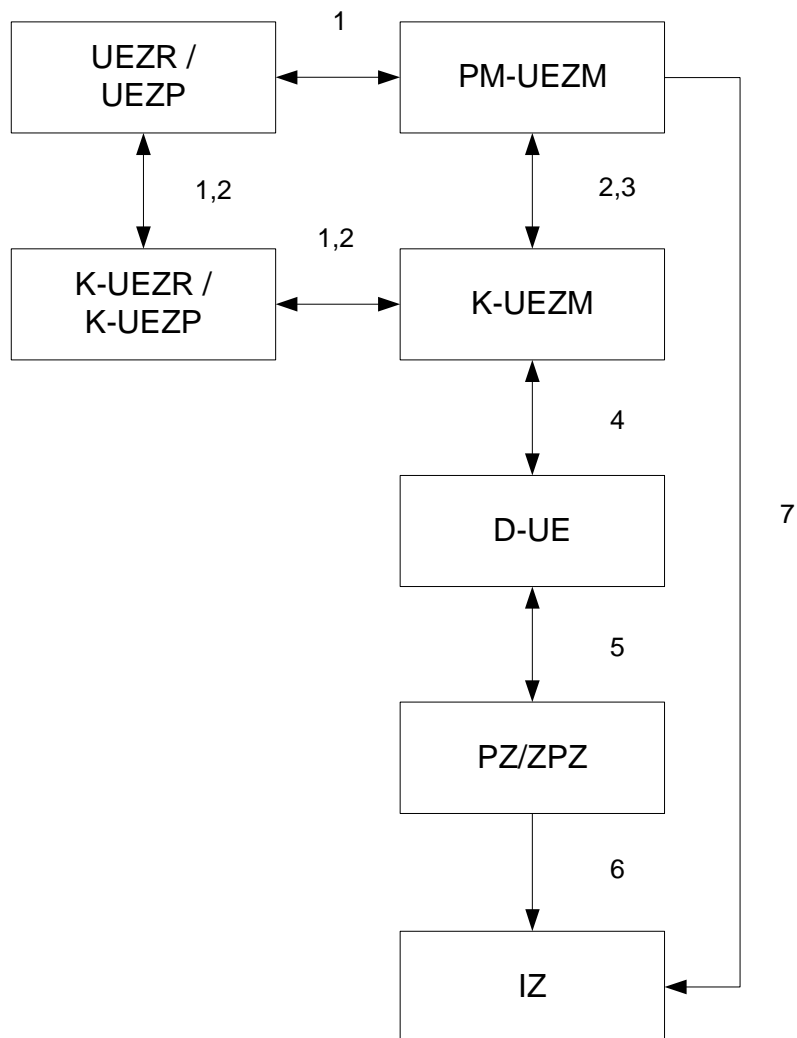 1
UEZR /
UEZP
PM-UEZM
1,2
2,3
1,2
K-UEZR /
K-UEZP
K-UEZM
4
D-UE
7
5
PZ/ZPZ
6
IZ